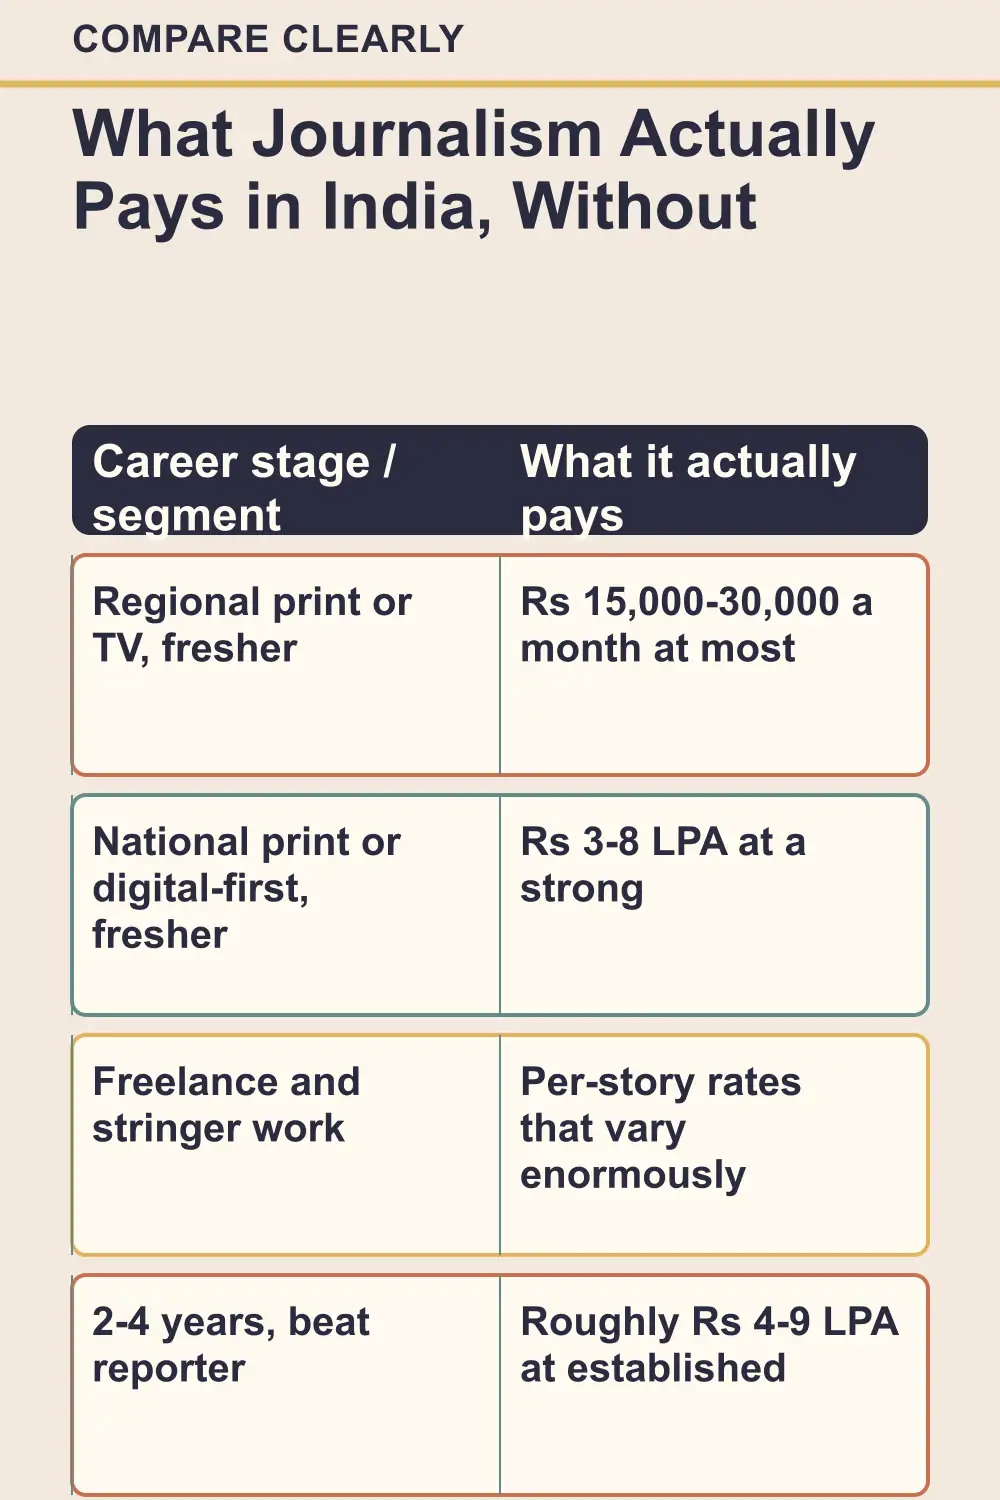 COMPARE CLEARLY
What Journalism Actually
Pays in India, Without
Career stage /
segment
What it actually
pays
Regional print or
TV, fresher
Rs 15,000-30,000 a
month at most
National print or
digital-first,
fresher
Rs 3-8 LPA at a
strong
Freelance and
stringer work
Per-story rates
that vary
enormously
2-4 years, beat
reporter
Roughly Rs 4-9 LPA
at established